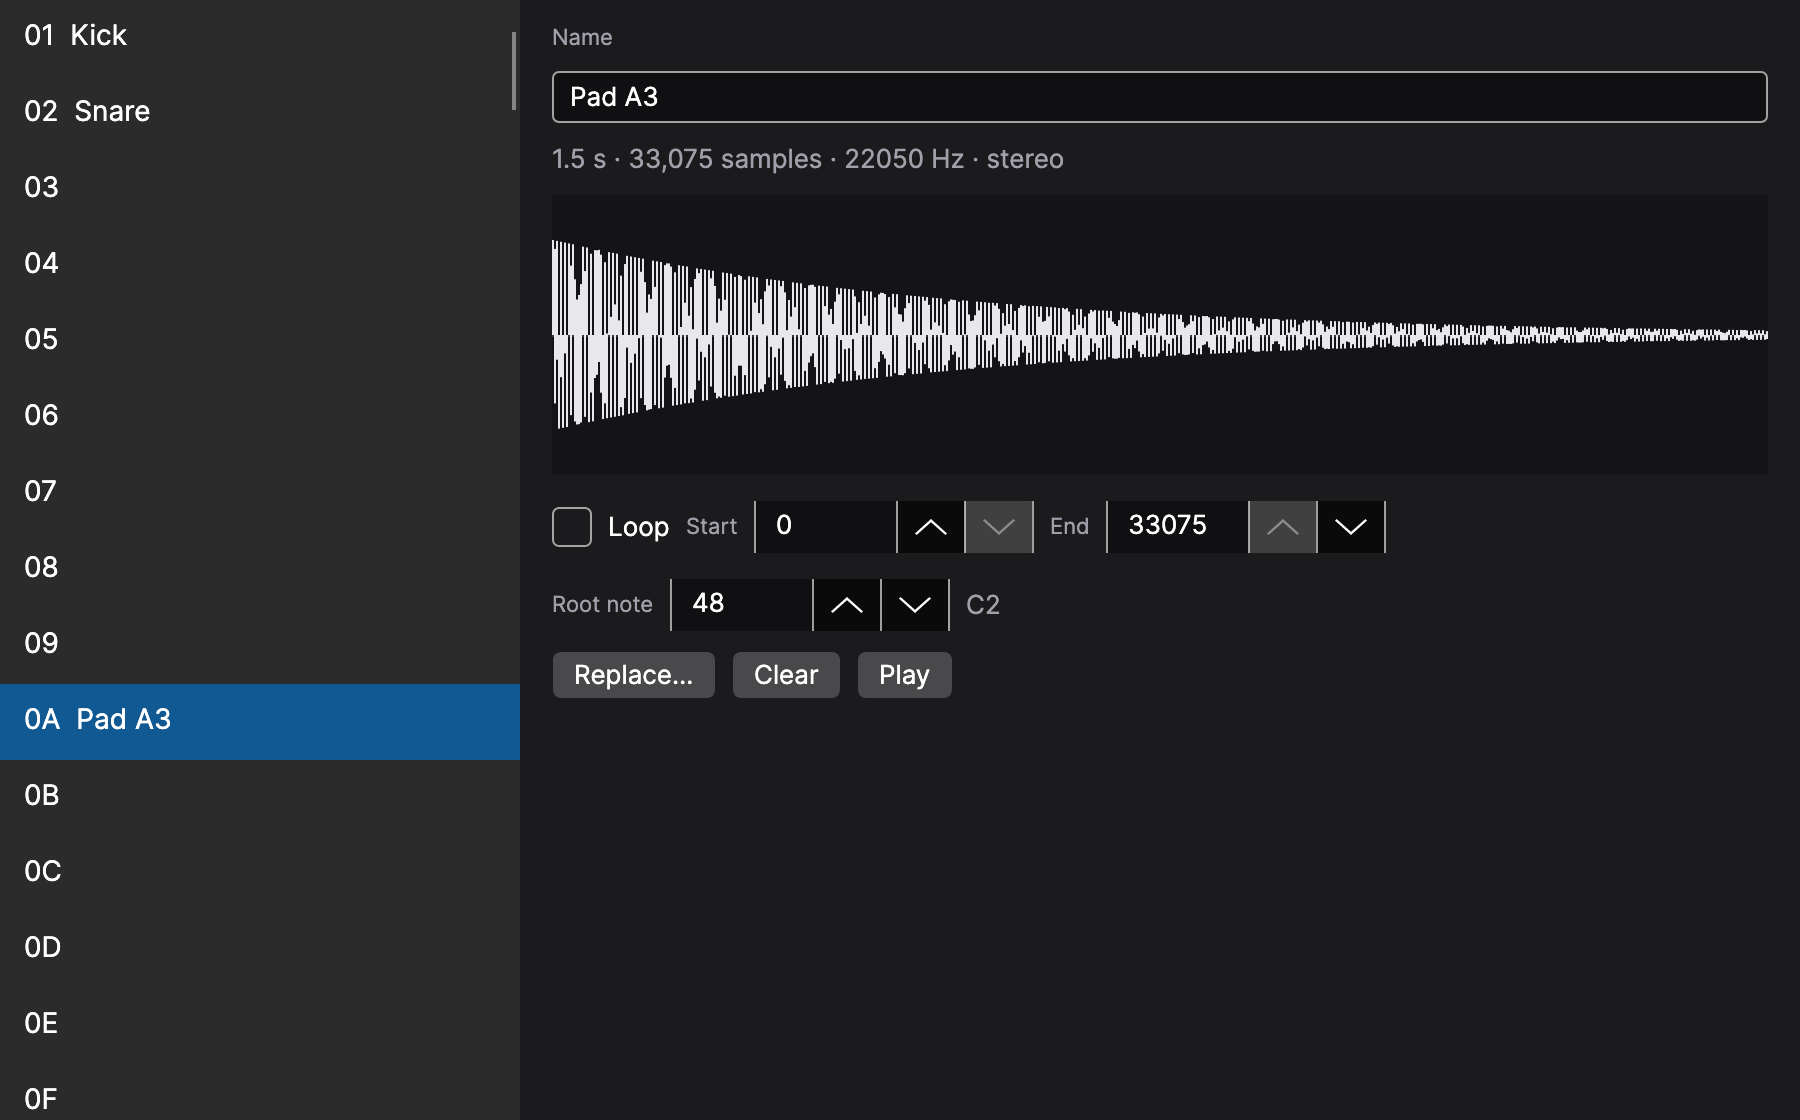 01 Kick
02 Snare
03
04
05
06
07
08
09
0A Pad A3
0B
0C
0D
0E
0F
Name
Pad A3
1.5 s · 33,075 samples · 22050 Hz · stereo
Loop Start 0 End 33075
Root note 48 C2
Replace... Clear Play